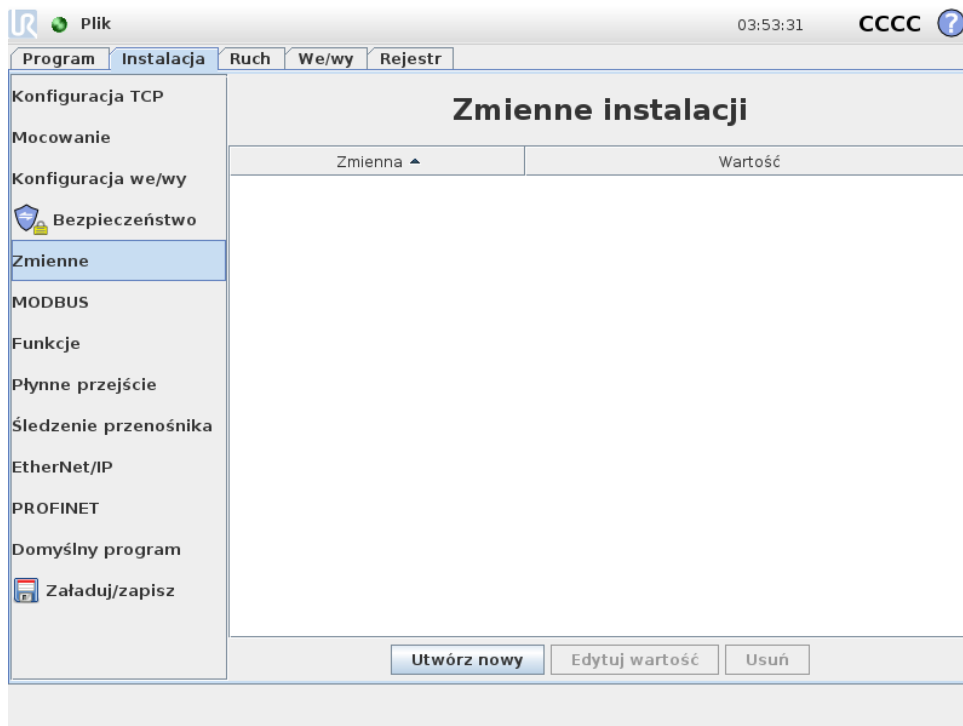 UR Plik 03:53:31 CCCC ?
Program Instalacja Ruch We/wy Rejestr
Konfiguracja TCP
Mocowanie
Konfiguracja we/wy
Bezpieczeństwo
Zmienne
MODBUS
Funkcje
Płynne przejście
Śledzenie przenośnika
EtherNet/IP
PROFINET
Domyślny program
Załaduj/zapisz
Zmienne instalacji
Zmienna Wartość
Utwórz nowy Edytuj wartość Usuń